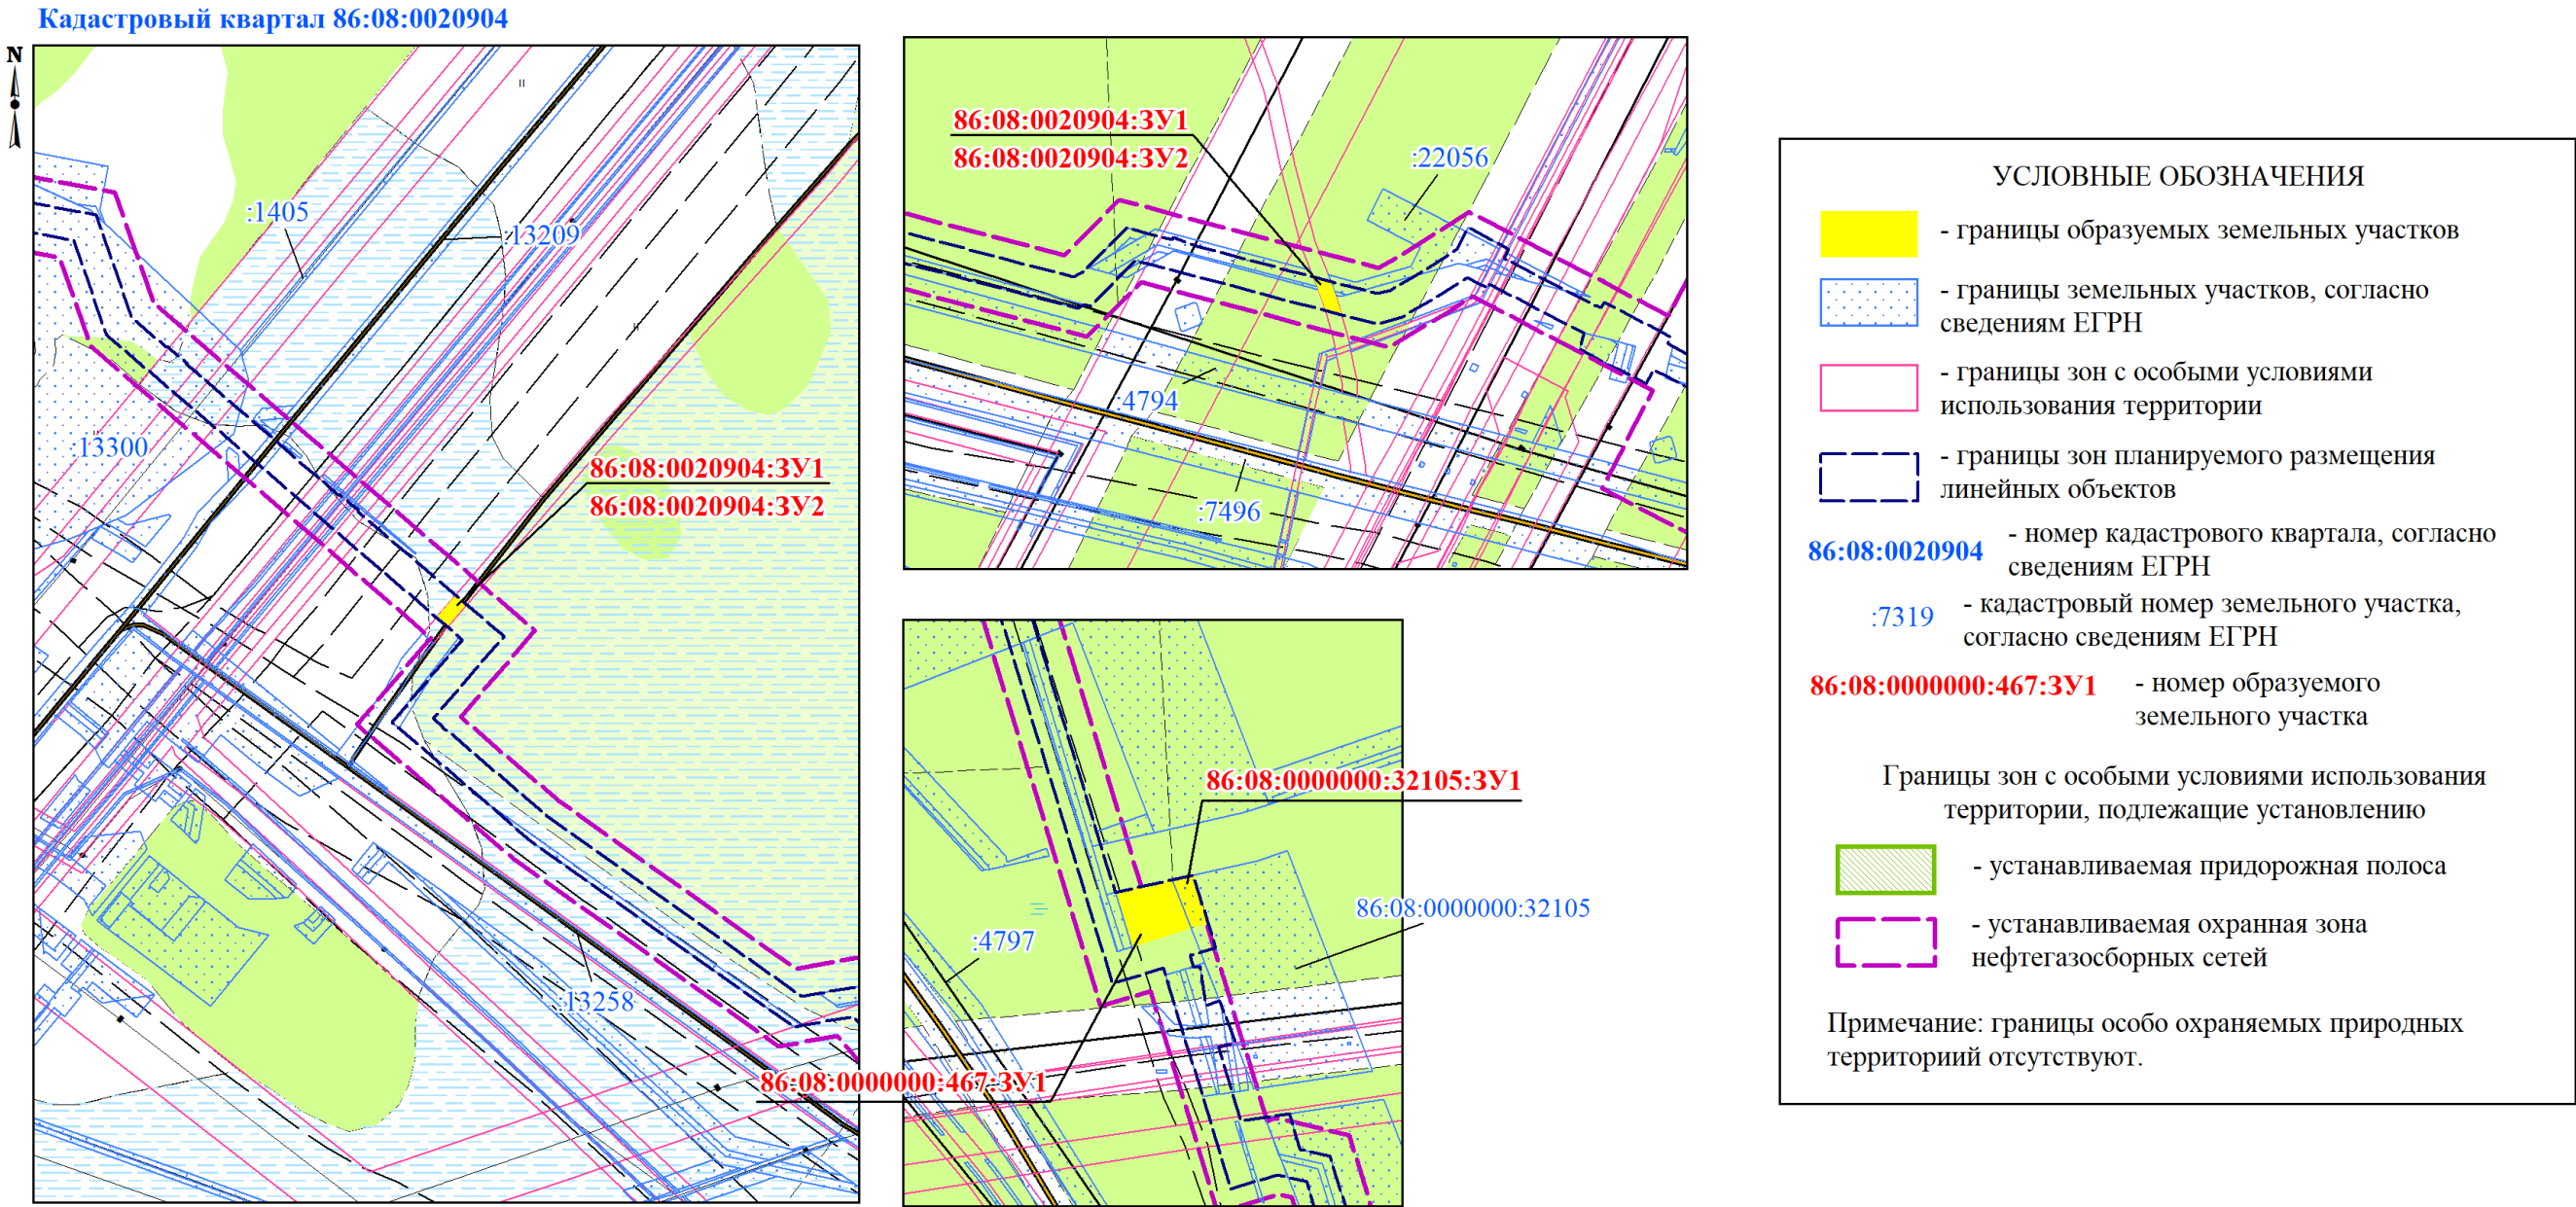 Кадастровый квартал 86:08:0020904
N
:1405
:13209
:13300
86:08:0020904:ЗУ1
86:08:0020904:ЗУ2
:13258
86:08:0020904:ЗУ1
86:08:0020904:ЗУ2
:22056
:4794
:7496
86:08:0000000:32105:ЗУ1
86:08:0000000:32105
:4797
86:08:0000000:467:ЗУ1
УСЛОВНЫЕ ОБОЗНАЧЕНИЯ
- границы образуемых земельных участков
- границы земельных участков, согласно
сведениям ЕГРН
- границы зон с особыми условиями
использования территории
- границы зон планируемого размещения
линейных объектов
86:08:0020904 - номер кадастрового квартала, согласно
сведениям ЕГРН
:7319 - кадастровый номер земельного участка,
согласно сведениям ЕГРН
86:08:0000000:467:ЗУ1 - номер образуемого
земельного участка
Границы зон с особыми условиями использования
территории, подлежащие установлению
- устанавливаемая придорожная полоса
- устанавливаемая охранная зона
нефтегазосборных сетей
Примечание: границы особо охраняемых природных
территориий отсутствуют.